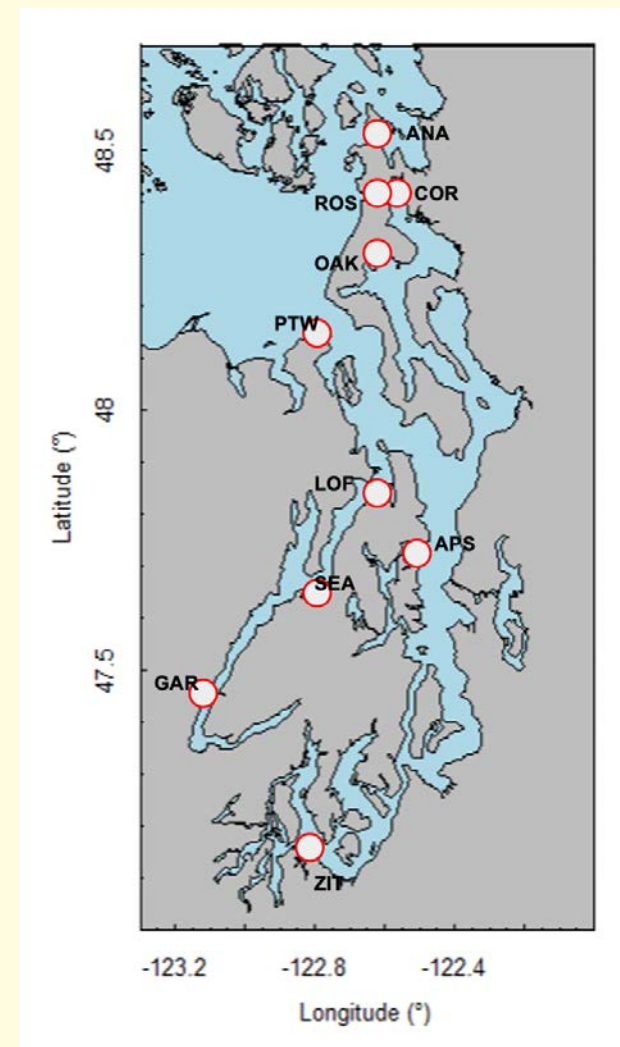 ANA
48.5
ROS
COR
OAK
PTW
48
LOF
APS
SEA
47.5
GAR
ZIT
Latitude (°)
-123.2
-122.8
-122.4
Longitude (°)